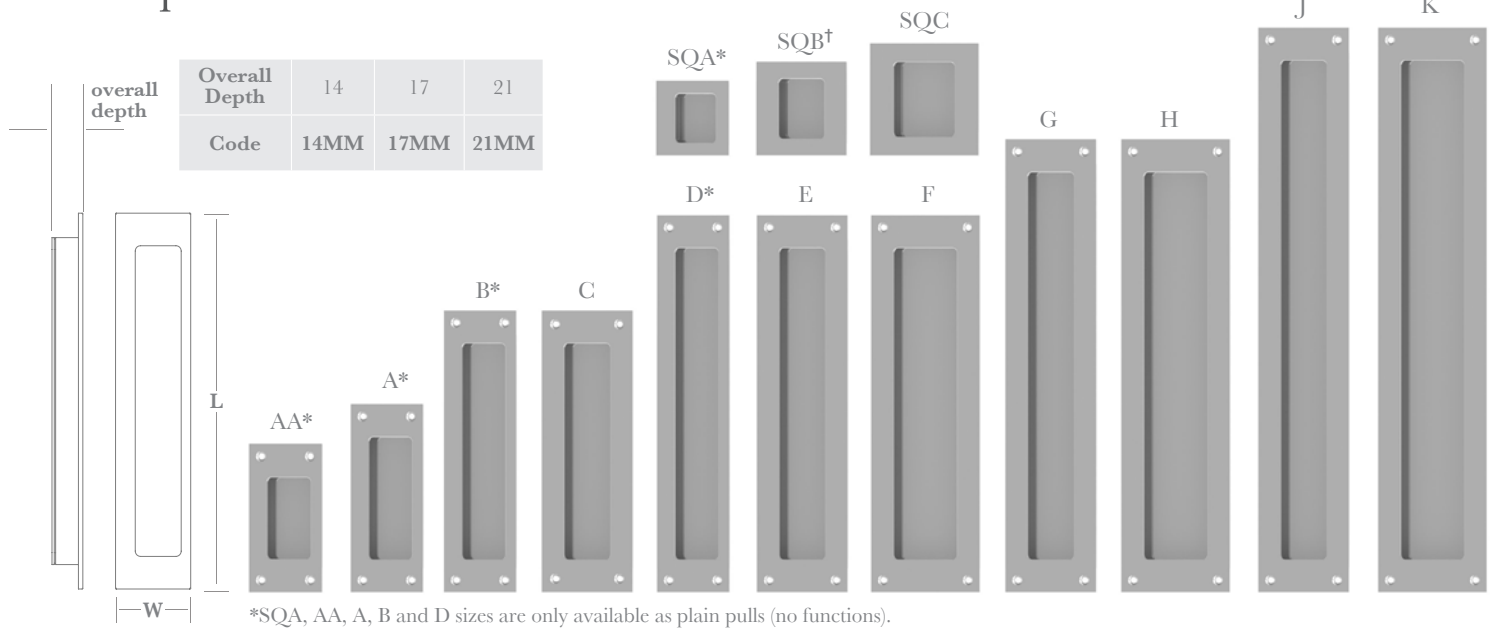 J K
SQA* SQB† SQC
overall
depth
Overall
Depth 14 17 21
Code 14MM 17MM 21MM
G H
D* E F
B* C
A*
AA*
L
W
*SQA, AA, A, B and D sizes are only available as plain pulls (no functions).